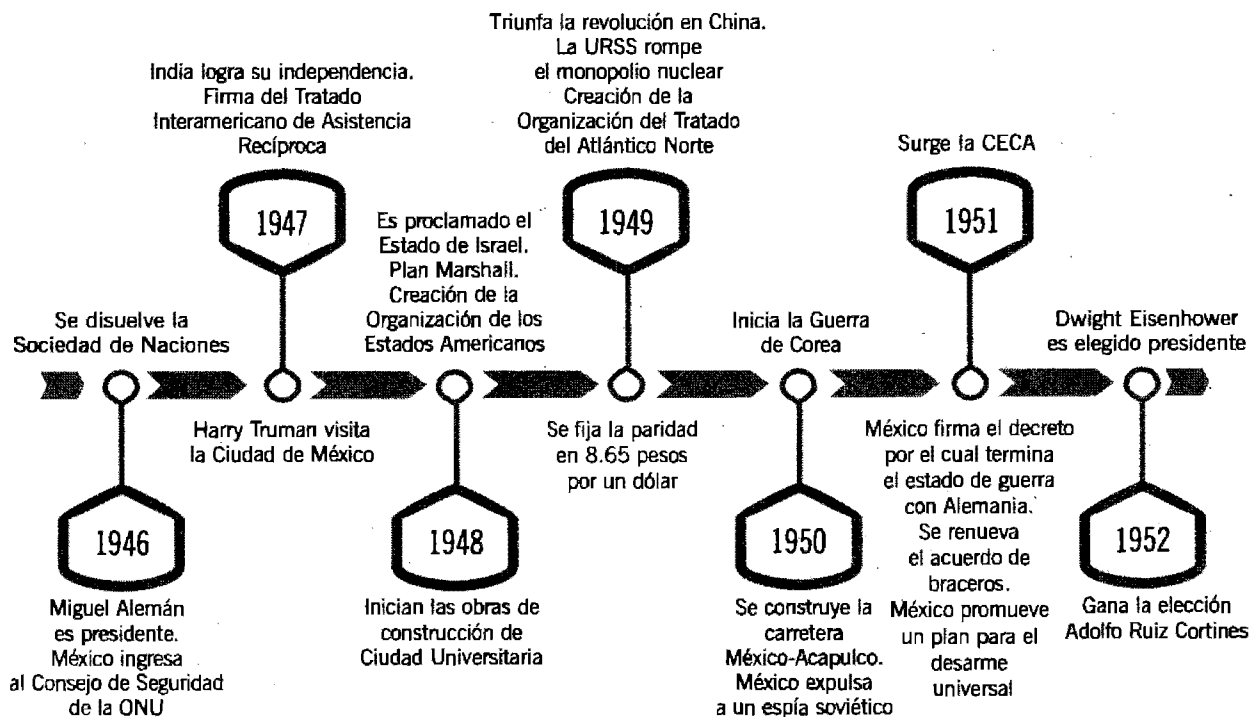 Se disuelve la
Sociedad de Naciones
1946
Miguel Alemán
es presidente.
México ingresa
al Consejo de Seguridad
de la ONU
India logra su independencia.
Firma del Tratado
Interamericano de Asistencia
Recíproca
1947
Harry Truman visita
la Ciudad de México
Es proclamado el
Estado de Israel.
Plan Marshall.
Creación de la
Organización de los
Estados Americanos
1948
Inician las obras de
construcción de
Ciudad Universitaria
Triunfa la revolución en China.
La URSS rompe
el monopolio nuclear
Creación de la
Organización del Tratado
del Atlántico Norte
1949
Se fija la paridad
en 8.65 pesos
por un dólar
Inicia la Guerra
de Corea
1950
Se construye la
carretera
México-Acapulco.
México expulsa
a un espía soviético
Surge la CECA
1951
México firma el decreto
por el cual termina
el estado de guerra
con Alemania.
Se renueva
el acuerdo de
braceros.
México promueve
un plan para el
desarme
universal
Dwight Eisenhower
es elegido presidente
1952
Gana la elección
Adolfo Ruiz Cortines